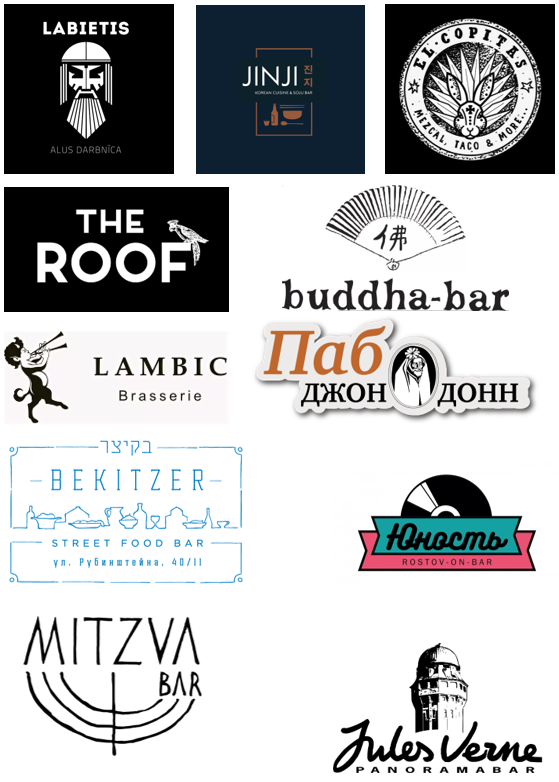 LABIETIS
ALUS DARBNĪCA
JINJI 진지
KOREAN CUISINE & SOJU BAR
EL·COPITAS
MEZCAL, TACO & MORE...
THE
ROOF
佛
buddha-bar
LAMBIC
Brasserie
Паб
ДЖОН ДОНН
בקיצר
BEKITZER
STREET FOOD BAR
ул. Рубинштейна, 40/11
Юность
ROSTOV-ON-BAR
MITZVA
BAR
Jules Verne
PANORAMABAR